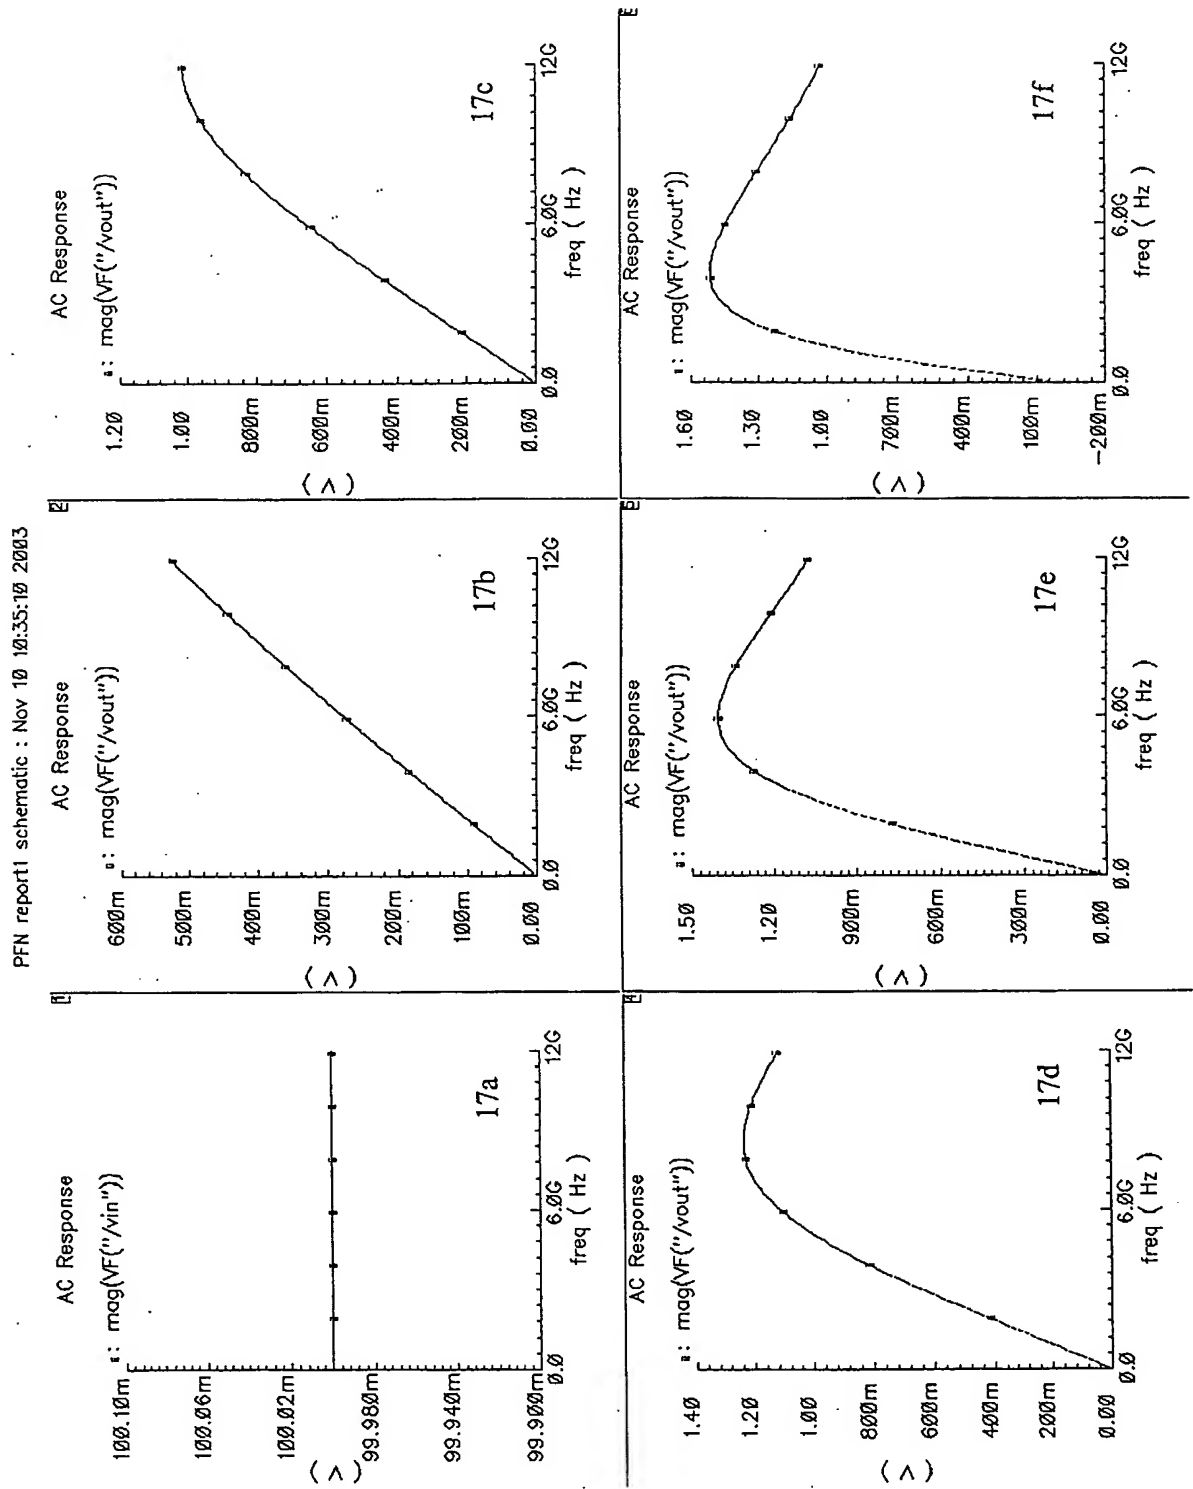 PFN report1 schematic : Nov 10 10:35:10 2003
1
AC Response
: mag(VF("/vin"))
100.10m
100.06m
100.02m
99.980m
99.940m
99.900m
( V )
0.0
6.0G
12G
freq ( Hz )
17a
2
AC Response
: mag(VF("/vout"))
600m
500m
400m
300m
200m
100m
0.00
( V )
0.0
6.0G
12G
freq ( Hz )
17b
AC Response
: mag(VF("/vout"))
1.20
1.00
800m
600m
400m
200m
0.00
( V )
0.0
6.0G
12G
freq ( Hz )
17c
4
AC Response
: mag(VF("/vout"))
1.40
1.20
1.00
800m
600m
400m
200m
0.00
( V )
0.0
6.0G
12G
freq ( Hz )
17d
5
AC Response
: mag(VF("/vout"))
1.50
1.20
900m
600m
300m
0.00
( V )
0.0
6.0G
12G
freq ( Hz )
17e
AC Response
: mag(VF("/vout"))
1.60
1.30
1.00
700m
400m
100m
-200m
( V )
0.0
6.0G
12G
freq ( Hz )
17f